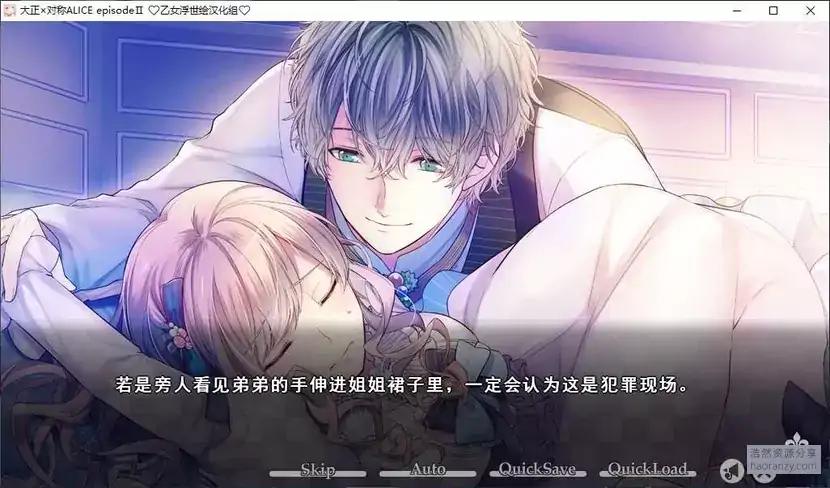 大正×对称ALICE episodeⅡ ♡乙女浮世绘汉化组♡
若是旁人看见弟弟的手伸进姐姐裙子里，一定会认为这是犯罪现场。
Skip Auto QuickSave QuickLoad
浩然资源分享
haoranzy.com